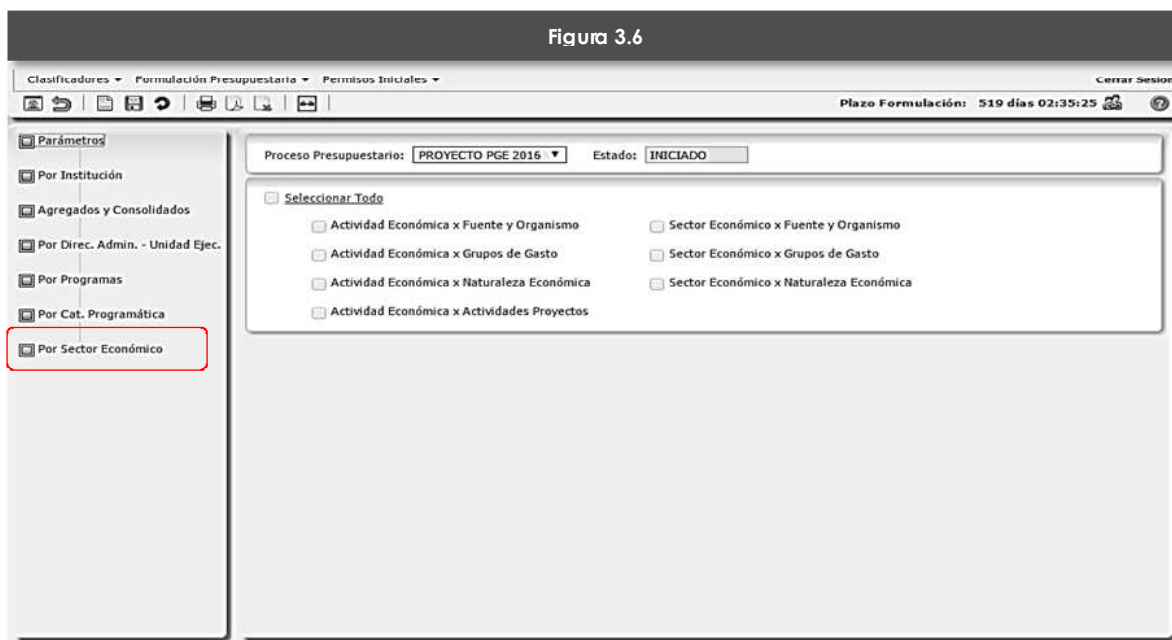 Figura 3.6
Clasificadores Formulación Presupuestaria Permisos Iniciales Cerrar Sesion
Plazo Formulación: 519 días 02:35:25
Parámetros
Por Institución
Agregados y Consolidados
Por Direc. Admin. - Unidad Ejec.
Por Programas
Por Cat. Programática
Por Sector Económico
Proceso Presupuestario: PROYECTO PGE 2016 Estado: INICIADO
Seleccionar Todo
Actividad Económica x Fuente y Organismo Sector Económico x Fuente y Organismo
Actividad Económica x Grupos de Gasto Sector Económico x Grupos de Gasto
Actividad Económica x Naturaleza Económica Sector Económico x Naturaleza Económica
Actividad Económica x Actividades Proyectos